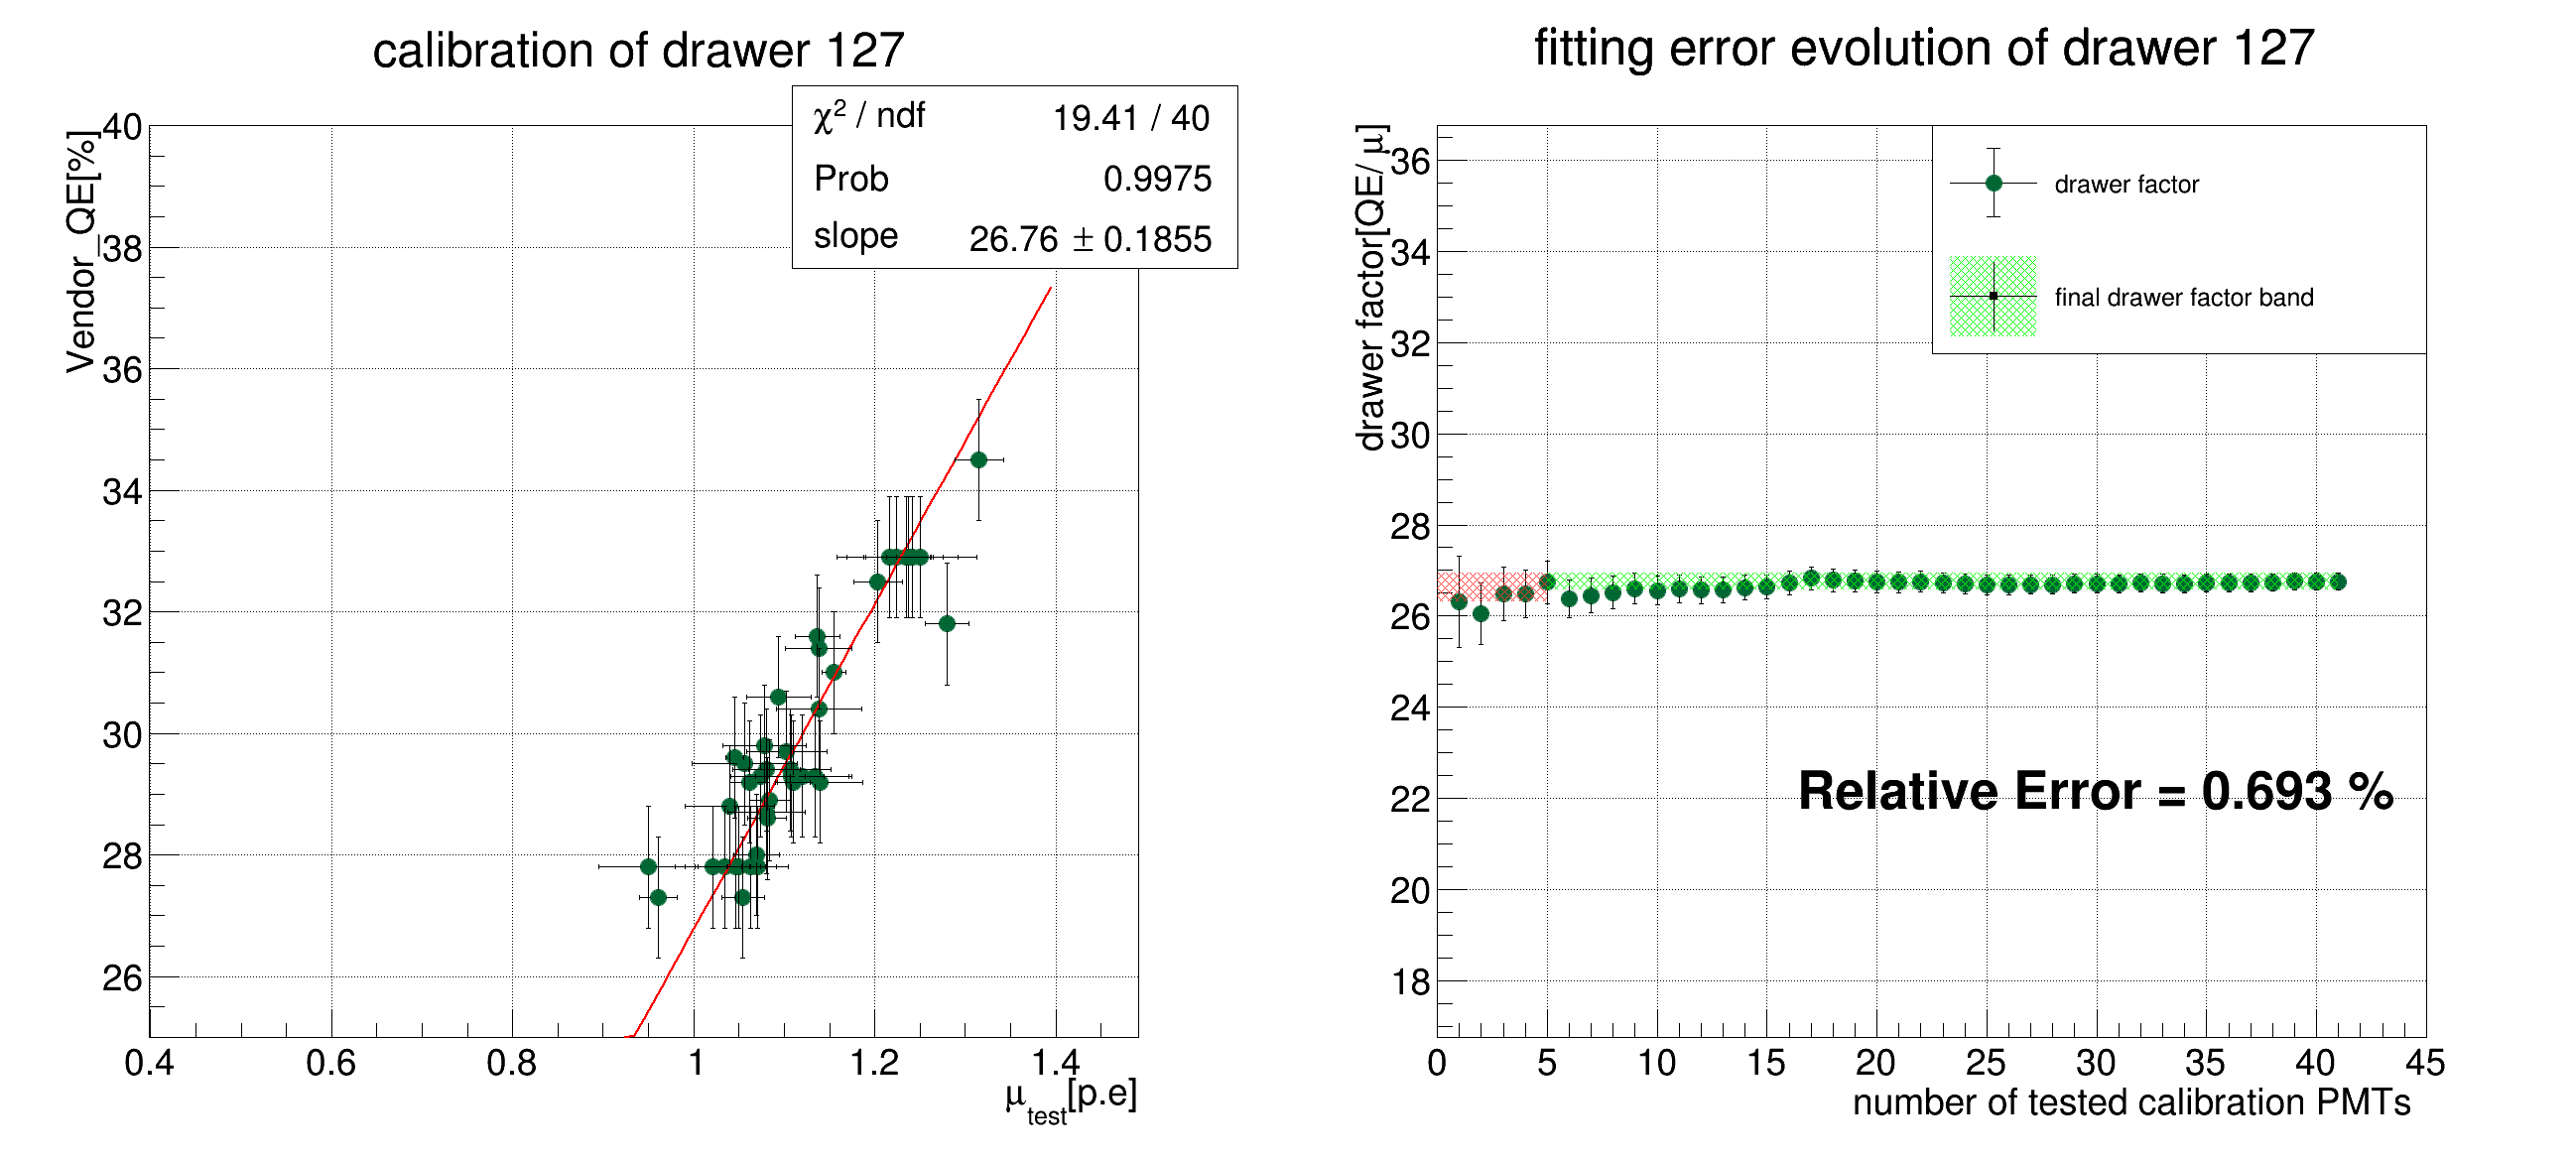 calibration of drawer 127
χ² / ndf 19.41 / 40
Prob 0.9975
slope 26.76 ± 0.1855
Vendor_QE[%]
40
38
36
34
32
30
28
26
0.4 0.6 0.8 1 1.2 1.4
μtest[p.e]
fitting error evolution of drawer 127
drawer factor
final drawer factor band
drawer factor[QE/ μ]
36
34
32
30
28
26
24
22
20
18
Relative Error = 0.693 %
0 5 10 15 20 25 30 35 40 45
number of tested calibration PMTs